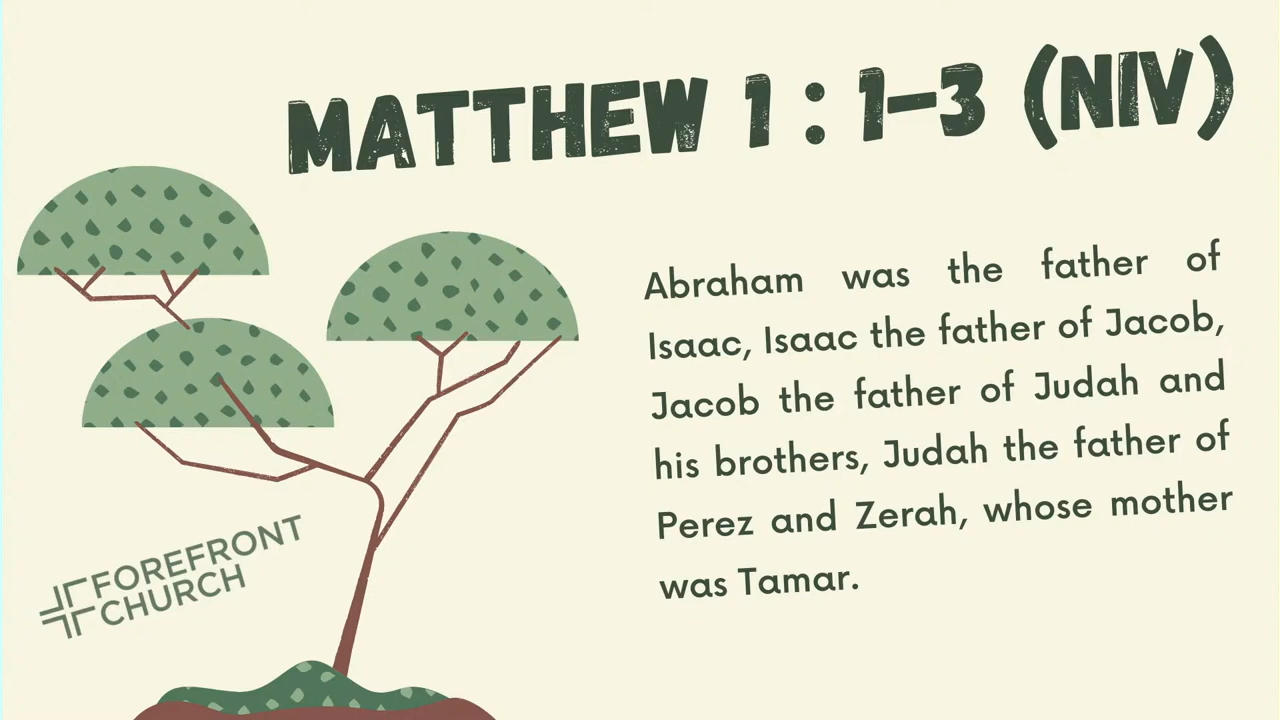 MATTHEW 1 : 1–3 (NIV)
Abraham was the father of
Isaac, Isaac the father of Jacob,
Jacob the father of Judah and
his brothers, Judah the father of
Perez and Zerah, whose mother
was Tamar.
FOREFRONT
CHURCH